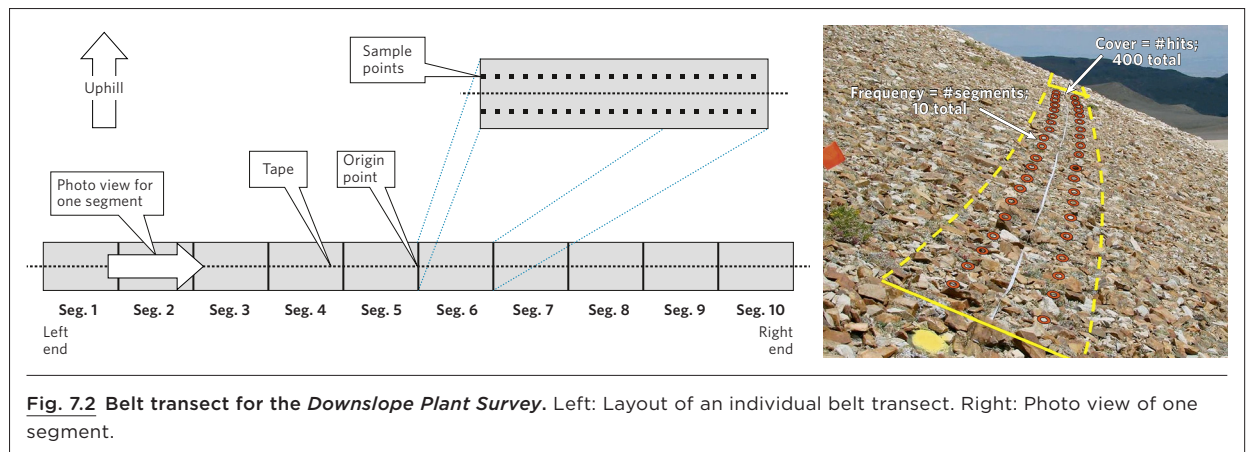 Uphill
Sample
points
Photo view for
one segment
Tape
Origin
point
Seg. 1 Seg. 2 Seg. 3 Seg. 4 Seg. 5 Seg. 6 Seg. 7 Seg. 8 Seg. 9 Seg. 10
Left
end
Right
end
Cover = #hits;
400 total
Frequency = #segments;
10 total
Fig. 7.2 Belt transect for the Downslope Plant Survey. Left: Layout of an individual belt transect. Right: Photo view of one
segment.